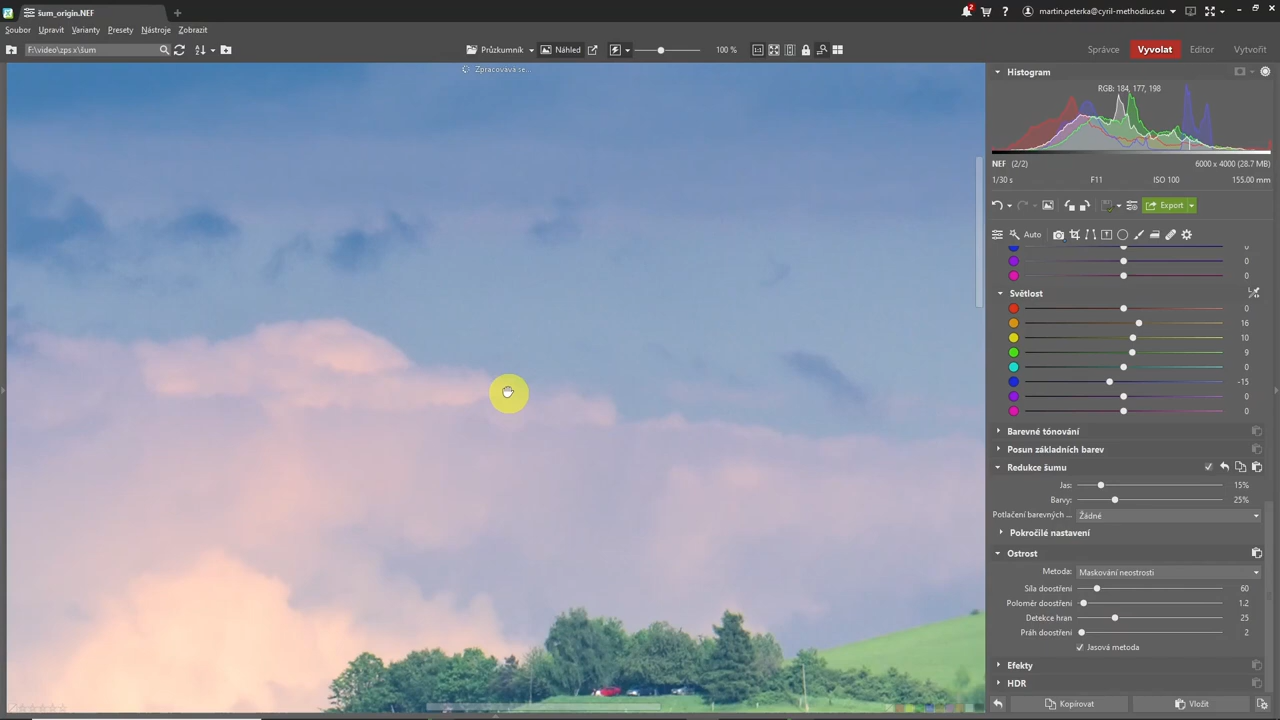 šum_origin.NEF
Soubor Upravit Varianty Presety Nástroje Zobrazit
2
martin.peterka@cyril-methodius.eu
F:\video\zps x\šum
Průzkumník Náhled 100 %
Správce Vyvolat Editor Vytvořit
Zpracovává se...
Histogram
RGB: 184, 177, 198
NEF (2/2) 6000 x 4000 (28.7 MB)
1/30 s F11 ISO 100 155.00 mm
Export
Auto
0
0
0
Světlost
0
16
10
9
0
-15
0
0
Barevné tónování
Posun základních barev
Redukce šumu
Jas: 15%
Barvy: 25%
Potlačení barevných ... Žádné
Pokročilé nastavení
Ostrost
Metoda: Maskování neostrosti
Síla doostření 60
Poloměr doostření 1.2
Detekce hran 25
Práh doostření 2
Jasová metoda
Efekty
HDR
Kopírovat Vložit